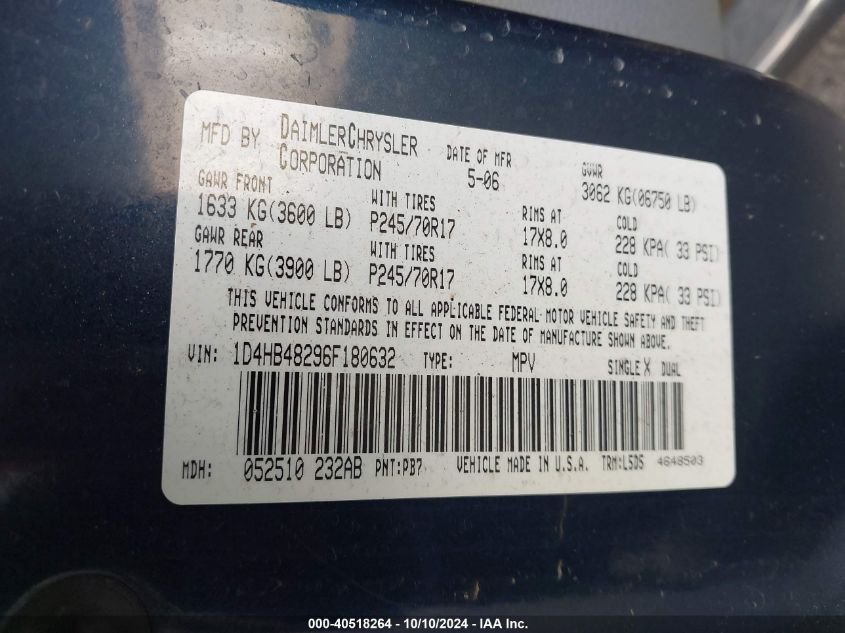 MFD BY DAIMLERCHRYSLER CORPORATION DATE OF MFR 5-06 GVWR 3062 KG(06750 LB)
GAWR FRONT WITH TIRES RIMS AT COLD
1633 KG(3600 LB) P245/70R17 17X8.0 228 KPA( 33 PSI)
GAWR REAR WITH TIRES RIMS AT COLD
1770 KG(3900 LB) P245/70R17 17X8.0 228 KPA( 33 PSI)
THIS VEHICLE CONFORMS TO ALL APPLICABLE FEDERAL MOTOR VEHICLE SAFETY AND THEFT
PREVENTION STANDARDS IN EFFECT ON THE DATE OF MANUFACTURE SHOWN ABOVE.
VIN: 1D4HB48296F180632 TYPE: MPV SINGLE X DUAL
MDH: 052510 232AB PNT:PB7 VEHICLE MADE IN U.S.A. TRM:L5D5 4648503
000-40518264 - 10/10/2024 - IAA Inc.